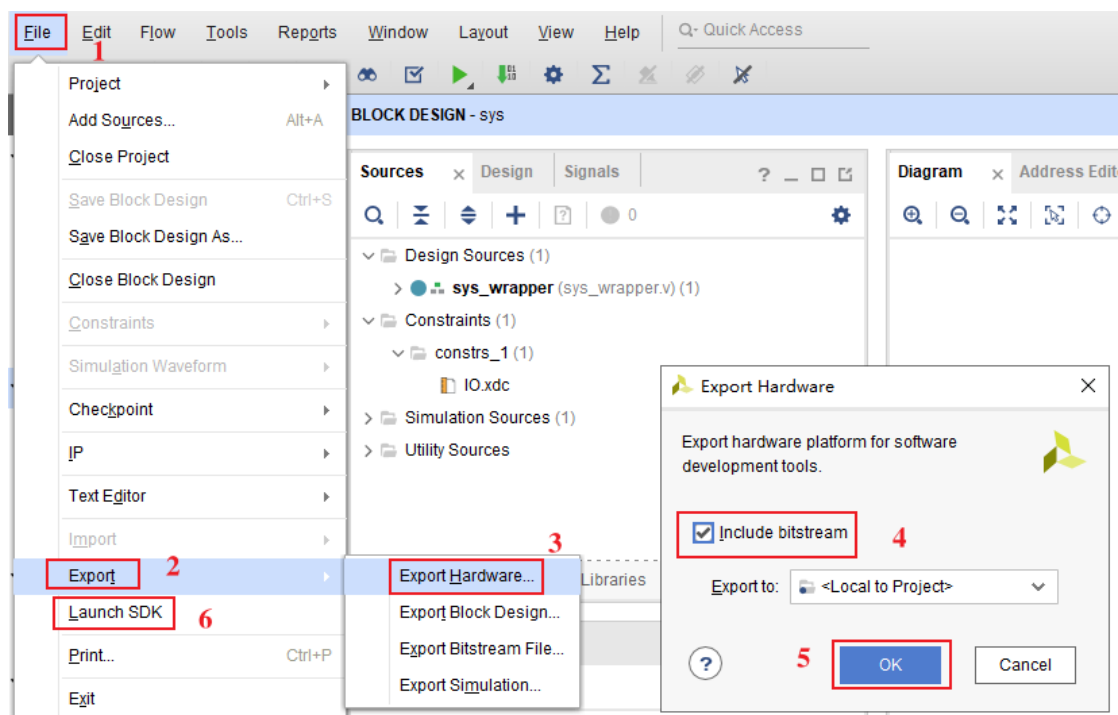 File Edit Flow Tools Reports Window Layout View Help Quick Access
1
Project
Add Sources... Alt+A
Close Project
Save Block Design Ctrl+S
Save Block Design As...
Close Block Design
Constraints
Simulation Waveform
Checkpoint
IP
Text Editor
Import
Export 2
Launch SDK 6
Print... Ctrl+P
Exit
3
Export Hardware...
Export Block Design...
Export Bitstream File...
Export Simulation...
BLOCK DESIGN - sys
Sources Design Signals
0
Design Sources (1)
sys_wrapper (sys_wrapper.v) (1)
Constraints (1)
constrs_1 (1)
IO.xdc
Simulation Sources (1)
Utility Sources
Libraries
Diagram Address Edit
Export Hardware
Export hardware platform for software
development tools.
Include bitstream 4
Export to: <Local to Project>
? 5 OK Cancel